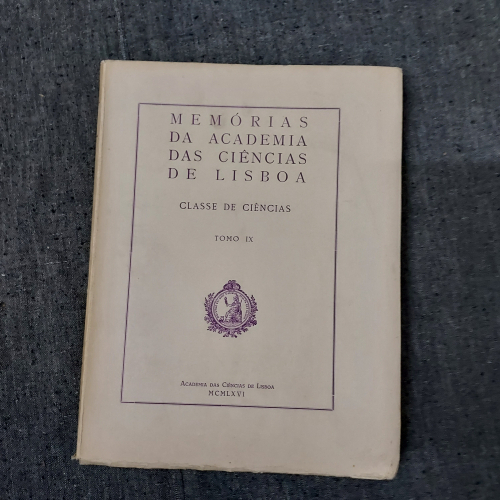 MEMÓRIAS
DA ACADEMIA
DAS CIÊNCIAS
DE LISBOA
CLASSE DE CIÊNCIAS
TOMO IX
ACADEMIA DAS CIÊNCIAS DE LISBOA
MCMLXVI